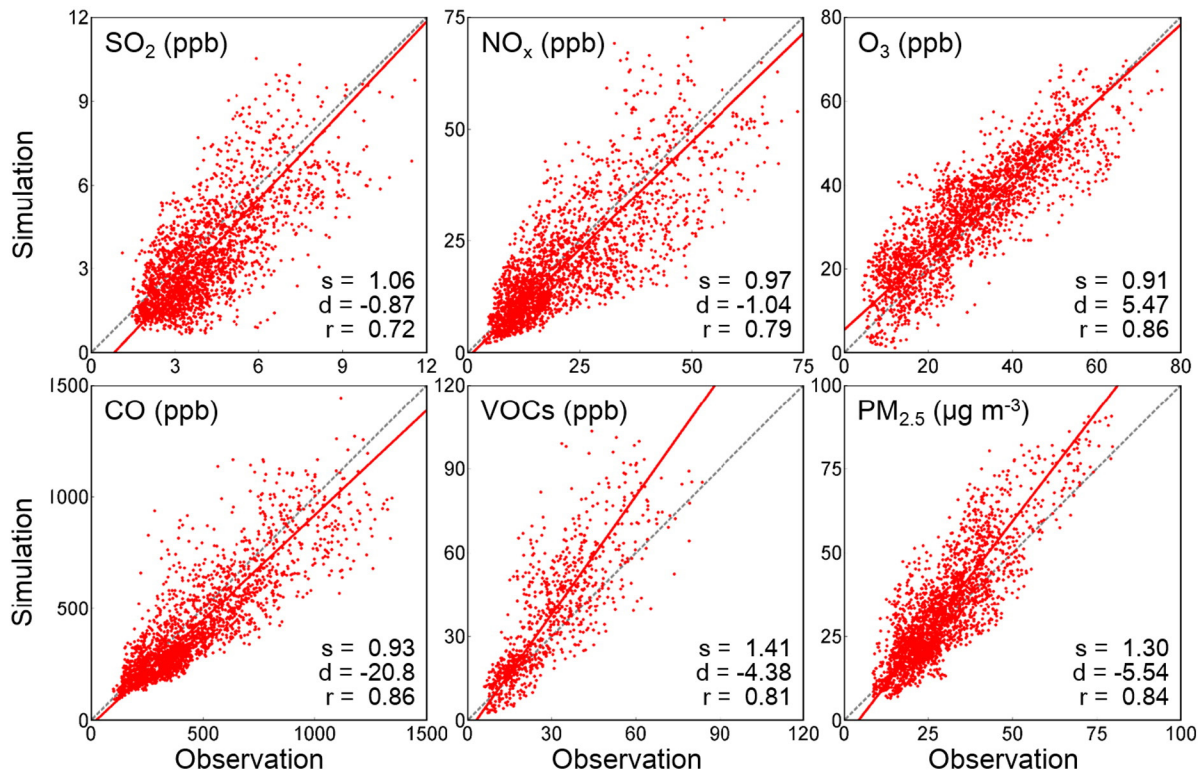 SO2 (ppb)
Simulation
12
9
6
3
0
0 3 6 9 12
s = 1.06
d = -0.87
r = 0.72
NOx (ppb)
75
50
25
0
0 25 50 75
s = 0.97
d = -1.04
r = 0.79
O3 (ppb)
80
60
40
20
0
0 20 40 60 80
s = 0.91
d = 5.47
r = 0.86
CO (ppb)
Simulation
1500
1000
500
0
0 500 1000 1500
Observation
s = 0.93
d = -20.8
r = 0.86
VOCs (ppb)
120
90
60
30
0
0 30 60 90 120
Observation
s = 1.41
d = -4.38
r = 0.81
PM2.5 (µg m-3)
100
75
50
25
0
0 25 50 75 100
Observation
s = 1.30
d = -5.54
r = 0.84